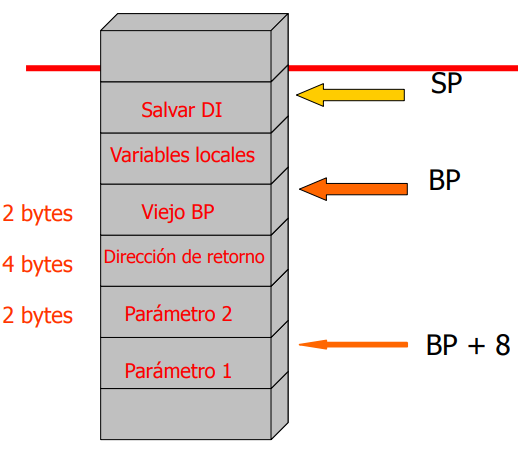 SP
Salvar DI
Variables locales
BP
2 bytes
Viejo BP
4 bytes
Dirección de retorno
2 bytes
Parámetro 2
BP + 8
Parámetro 1